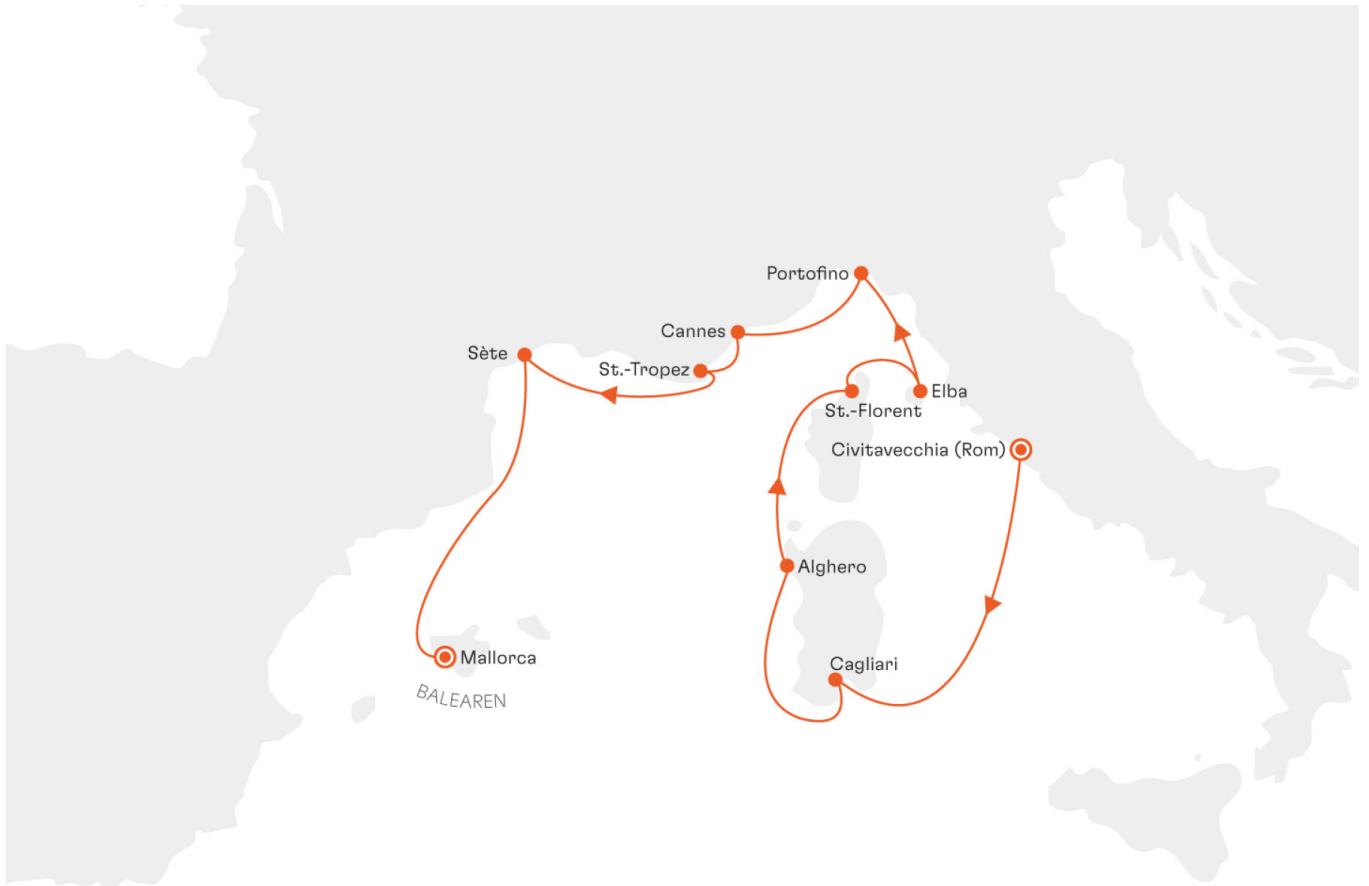 Portofino
Cannes
Sète
St.-Tropez
Elba
St.-Florent
Civitavecchia (Rom)
Alghero
Mallorca
Cagliari
BALEAREN